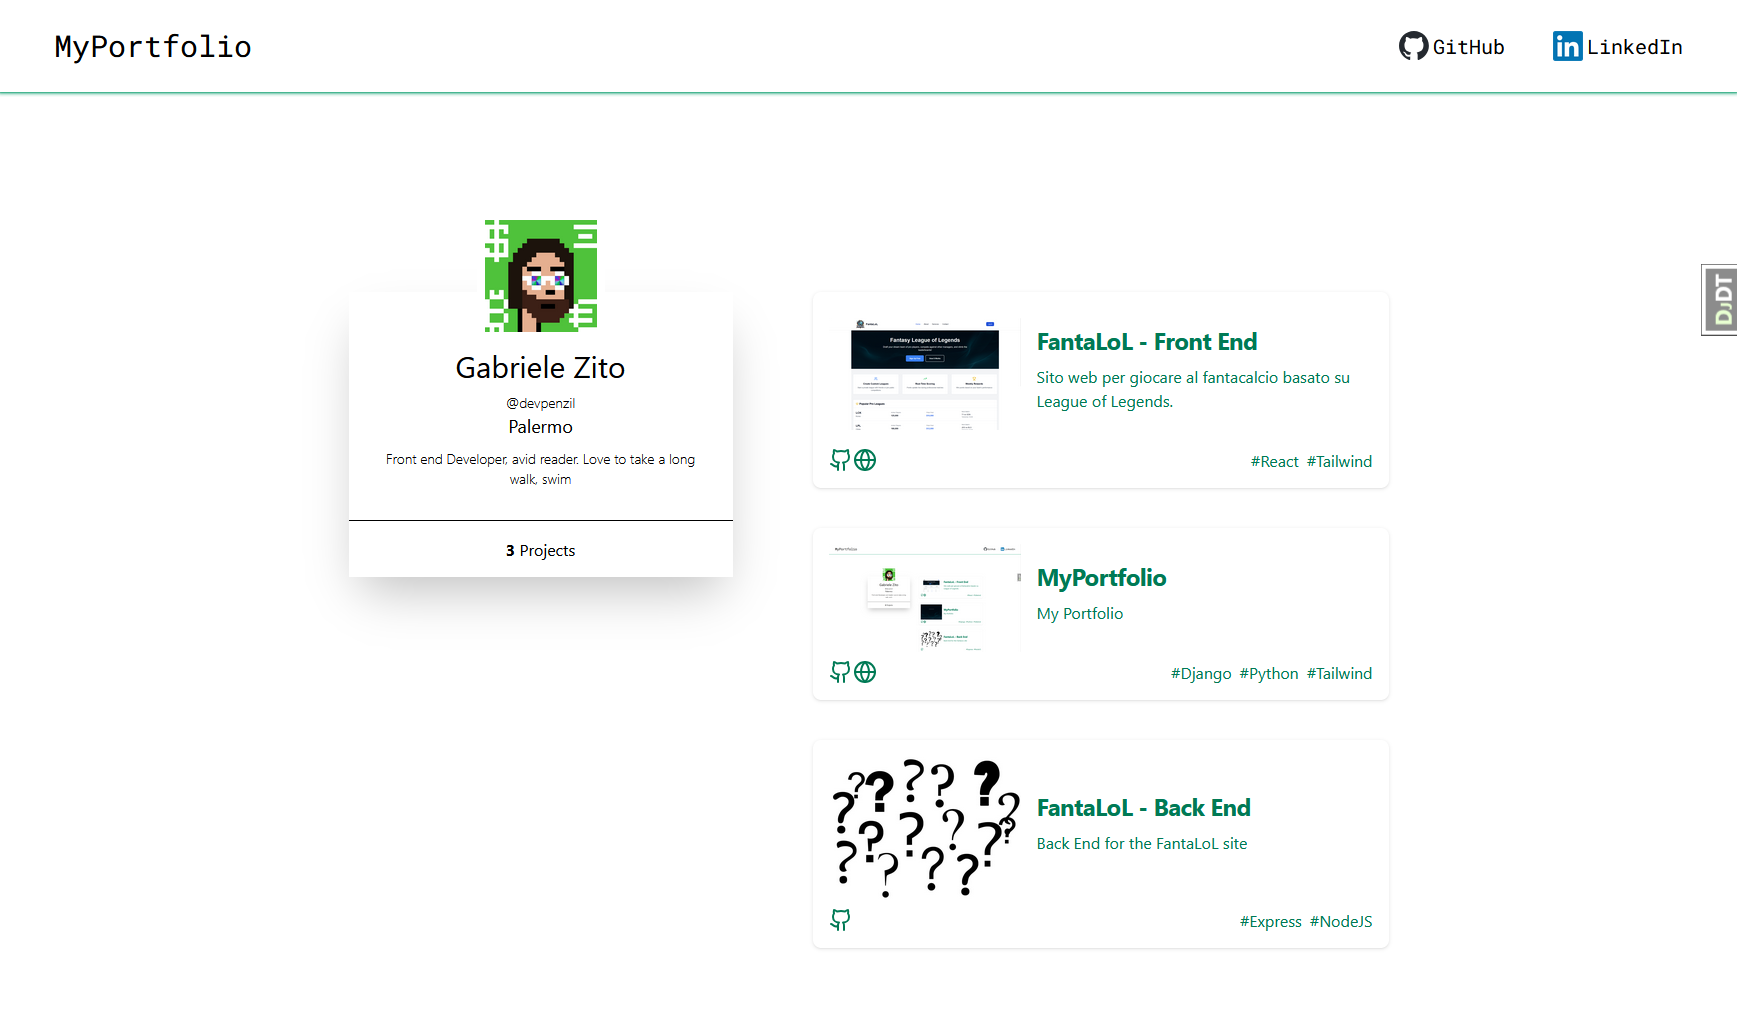 MyPortfolio
GitHub
LinkedIn
DJDT
Gabriele Zito
@devpenzil
Palermo
Front end Developer, avid reader. Love to take a long
walk, swim
3 Projects
Fantasy League of Legends
FantaLoL - Front End
Sito web per giocare al fantacalcio basato su
League of Legends.
#React #Tailwind
MyPortfolio
Gabriele Zito
MyPortfolio
My Portfolio
#Django #Python #Tailwind
? ? ? ? ? ? ? ? ? ? ? ? ? ? ? ? ?
FantaLoL - Back End
Back End for the FantaLoL site
#Express #NodeJS